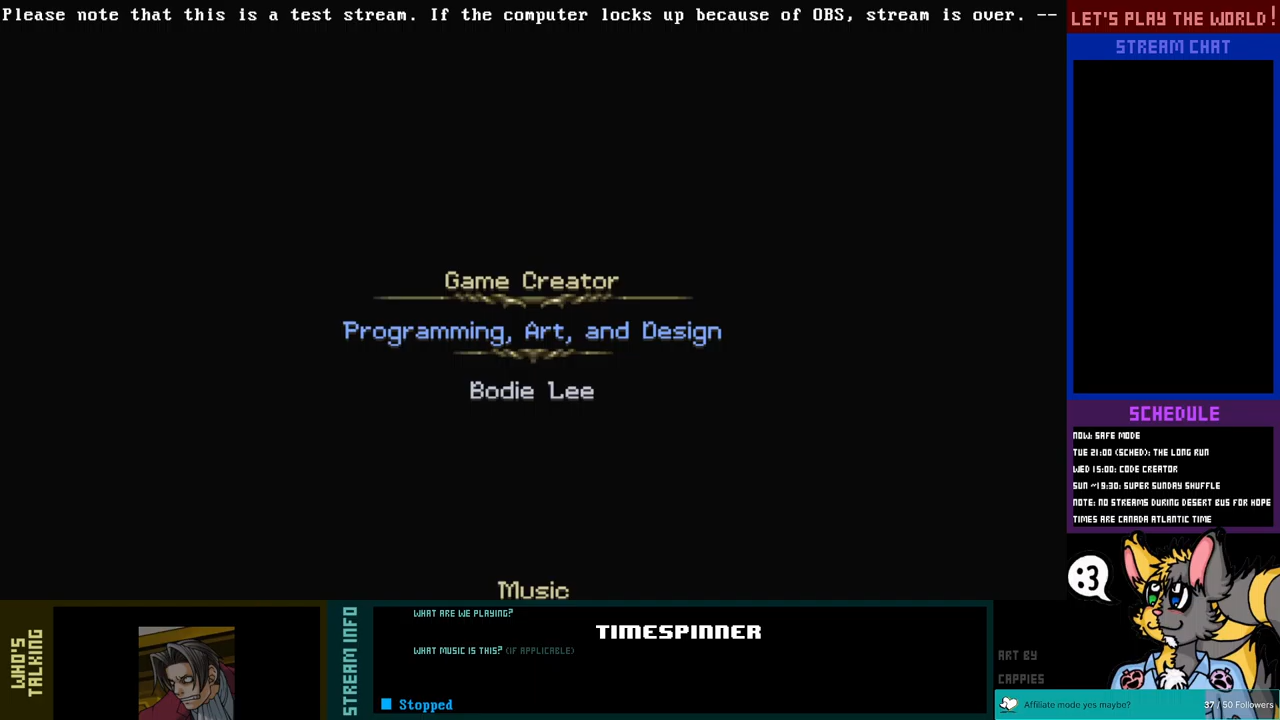 Please note that this is a test stream. If the computer locks up because of OBS, stream is over. --
LET'S PLAY THE WORLD!
STREAM CHAT
Game Creator
Programming, Art, and Design
Bodie Lee
Music
SCHEDULE
NOW: SAFE MODE
TUE 21:00 (SCHED): THE LONG RUN
WED 15:00: CODE CREATOR
SUN ~19:30: SUPER SUNDAY SHUFFLE
NOTE: NO STREAMS DURING DESERT BUS FOR HOPE
TIMES ARE CANADA ATLANTIC TIME
:3
WHO'S TALKING
STREAM INFO
WHAT ARE WE PLAYING?
TIMESPINNER
WHAT MUSIC IS THIS? (IF APPLICABLE)
Stopped
ART BY
CAPPIES
Affiliate mode yes maybe?
37 / 50 Followers